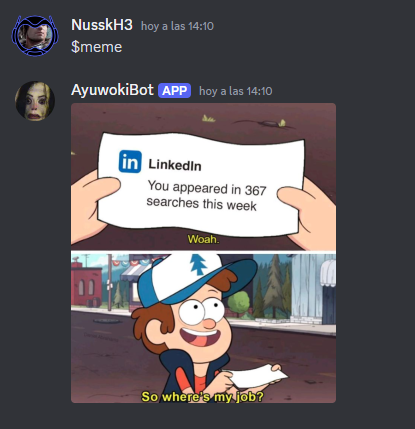 NusskH3 hoy a las 14:10
$meme
AyuwokiBot APP hoy a las 14:10
in LinkedIn
You appeared in 367
searches this week
Woah.
So where's my job?